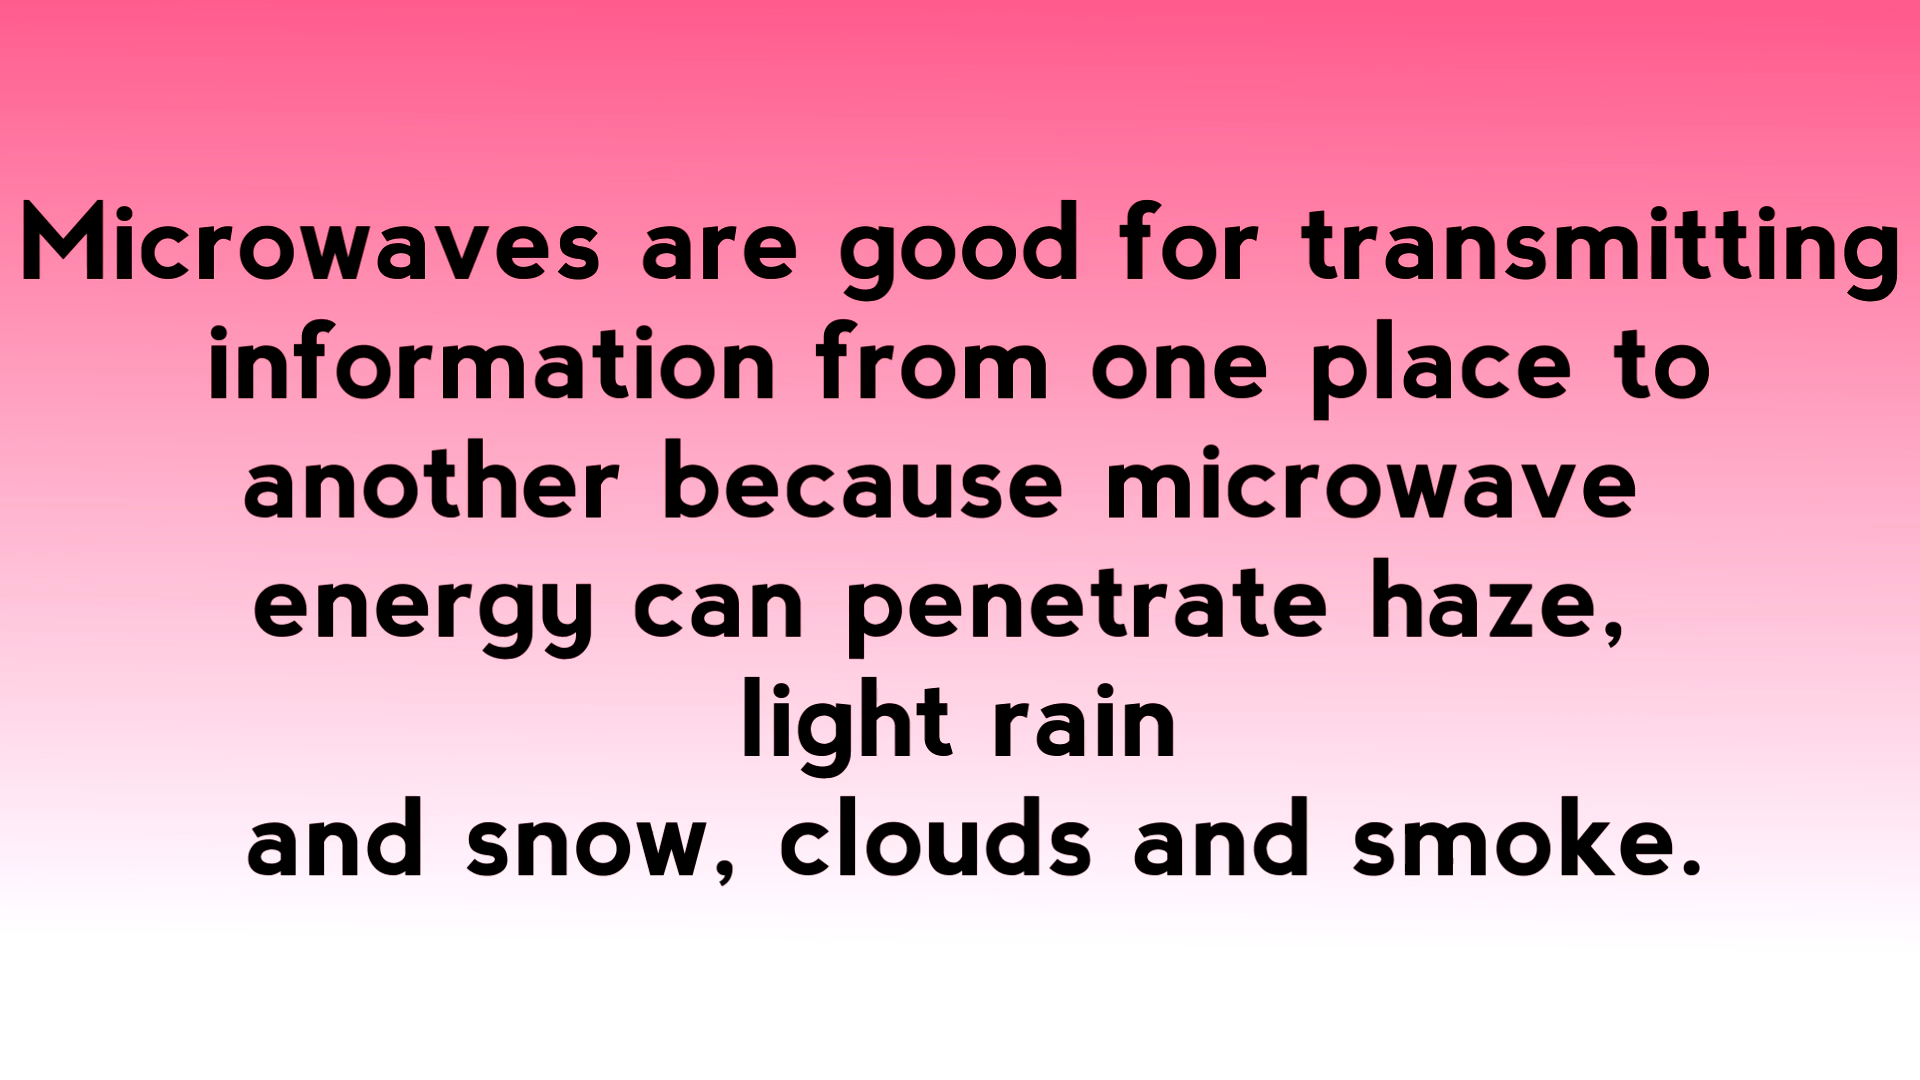 Microwaves are good for transmitting
information from one place to
another because microwave
energy can penetrate haze,
light rain
and snow, clouds and smoke.